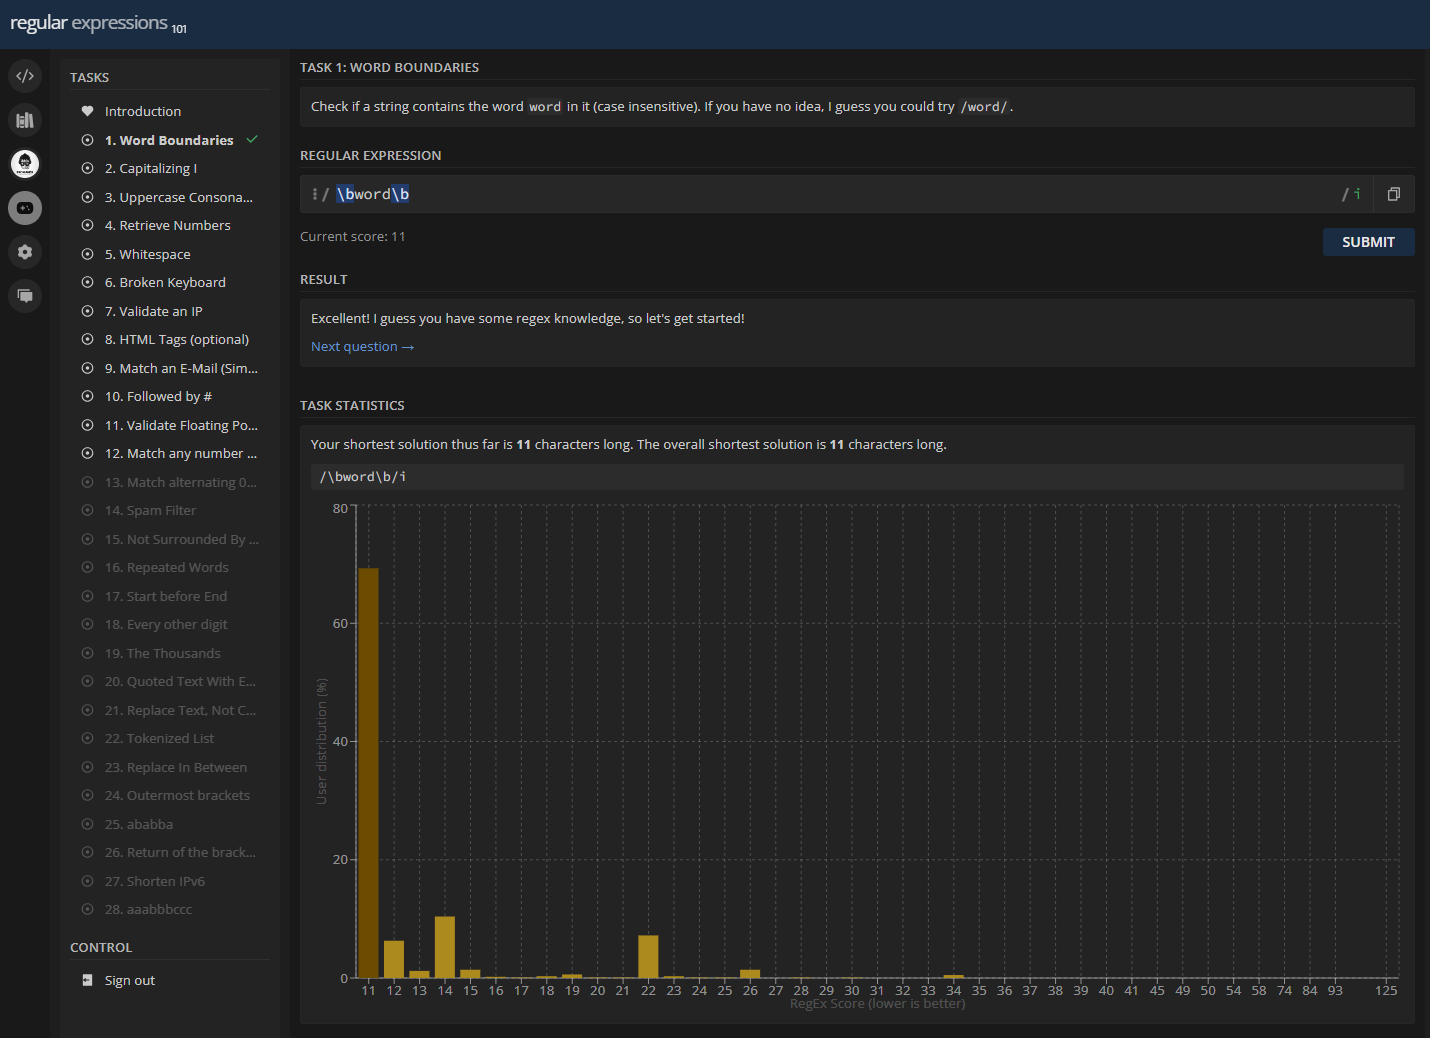 regular expressions 101
TASKS
Introduction
1. Word Boundaries
2. Capitalizing I
3. Uppercase Consona...
4. Retrieve Numbers
5. Whitespace
6. Broken Keyboard
7. Validate an IP
8. HTML Tags (optional)
9. Match an E-Mail (Sim...
10. Followed by #
11. Validate Floating Po...
12. Match any number ...
13. Match alternating 0...
14. Spam Filter
15. Not Surrounded By ...
16. Repeated Words
17. Start before End
18. Every other digit
19. The Thousands
20. Quoted Text With E...
21. Replace Text, Not C...
22. Tokenized List
23. Replace In Between
24. Outermost brackets
25. ababba
26. Return of the brack...
27. Shorten IPv6
28. aaabbbccc
CONTROL
Sign out
TASK 1: WORD BOUNDARIES
Check if a string contains the word word in it (case insensitive). If you have no idea, I guess you could try /word/.
REGULAR EXPRESSION
/ \bword\b / i
Current score: 11
SUBMIT
RESULT
Excellent! I guess you have some regex knowledge, so let's get started!
Next question →
TASK STATISTICS
Your shortest solution thus far is 11 characters long. The overall shortest solution is 11 characters long.
/\bword\b/i
80
60
40
20
0
User distribution (%)
11 12 13 14 15 16 17 18 19 20 21 22 23 24 25 26 27 28 29 30 31 32 33 34 35 36 37 38 39 40 41 45 49 50 54 58 74 84 93 125
RegEx Score (lower is better)